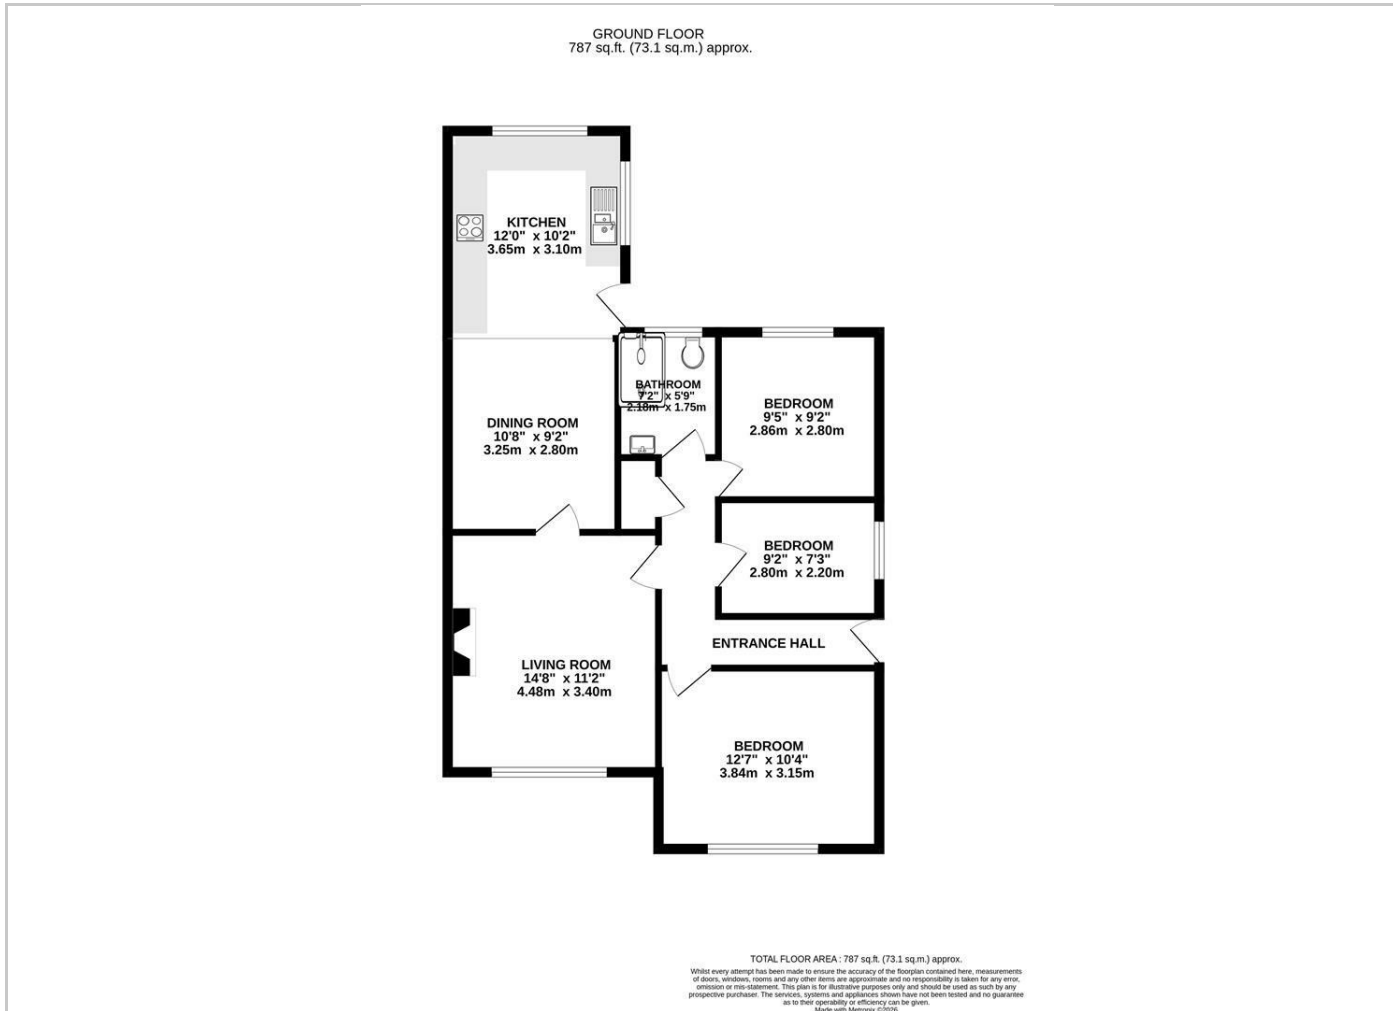 GROUND FLOOR
787 sq.ft. (73.1 sq.m.) approx.
KITCHEN
12'0" x 10'2"
3.65m x 3.10m
BATHROOM
7'2" x 5'9"
2.18m x 1.75m
BEDROOM
9'5" x 9'2"
2.86m x 2.80m
DINING ROOM
10'8" x 9'2"
3.25m x 2.80m
BEDROOM
9'2" x 7'3"
2.80m x 2.20m
ENTRANCE HALL
LIVING ROOM
14'8" x 11'2"
4.48m x 3.40m
BEDROOM
12'7" x 10'4"
3.84m x 3.15m
TOTAL FLOOR AREA : 787 sq.ft. (73.1 sq.m.) approx.
Whilst every attempt has been made to ensure the accuracy of the floorplan contained here, measurements
of doors, windows, rooms and any other items are approximate and no responsibility is taken for any error,
omission or mis-statement. This plan is for illustrative purposes only and should be used as such by any
prospective purchaser. The services, systems and appliances shown have not been tested and no guarantee
as to their operability or efficiency can be given.
Made with Metropix ©2026